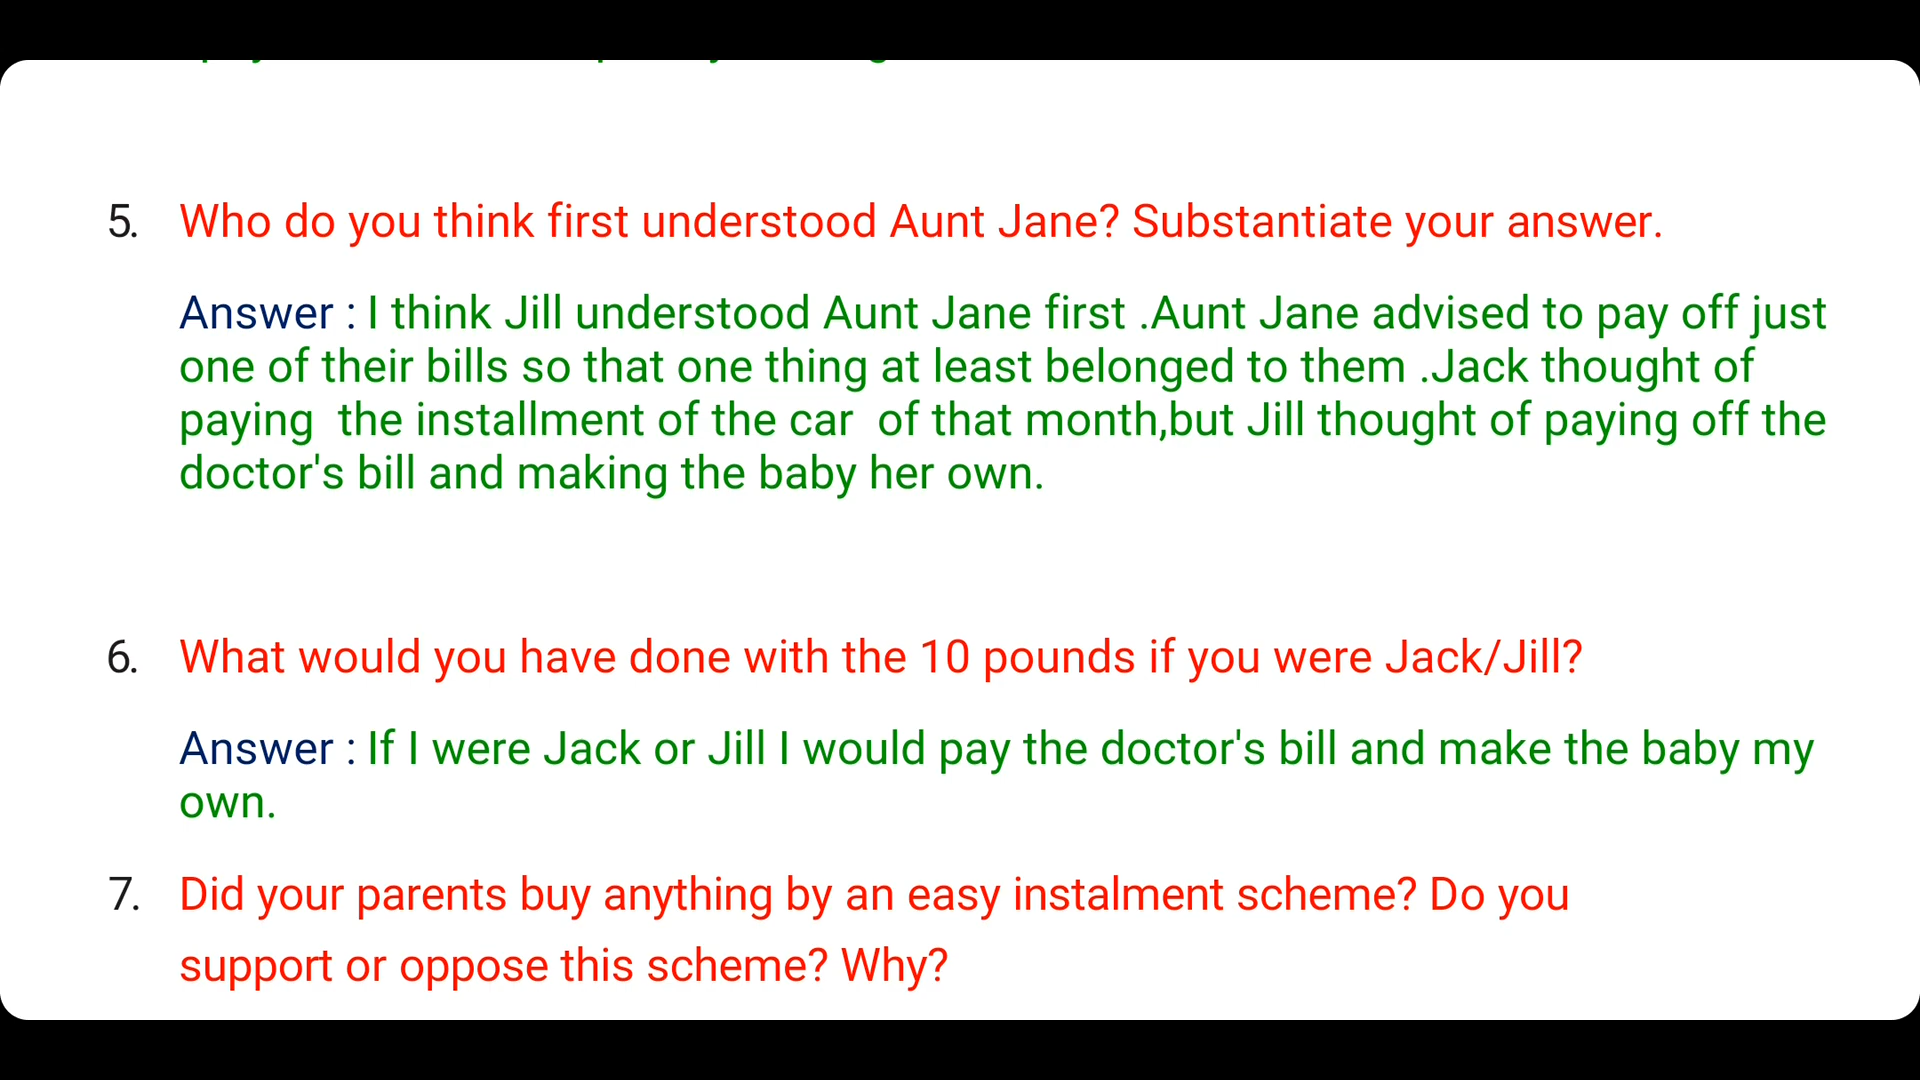 5. Who do you think first understood Aunt Jane? Substantiate your answer.
Answer : I think Jill understood Aunt Jane first .Aunt Jane advised to pay off just
one of their bills so that one thing at least belonged to them .Jack thought of
paying  the installment of the car  of that month,but Jill thought of paying off the
doctor's bill and making the baby her own.
6. What would you have done with the 10 pounds if you were Jack/Jill?
Answer : If I were Jack or Jill I would pay the doctor's bill and make the baby my
own.
7. Did your parents buy anything by an easy instalment scheme? Do you
support or oppose this scheme? Why?